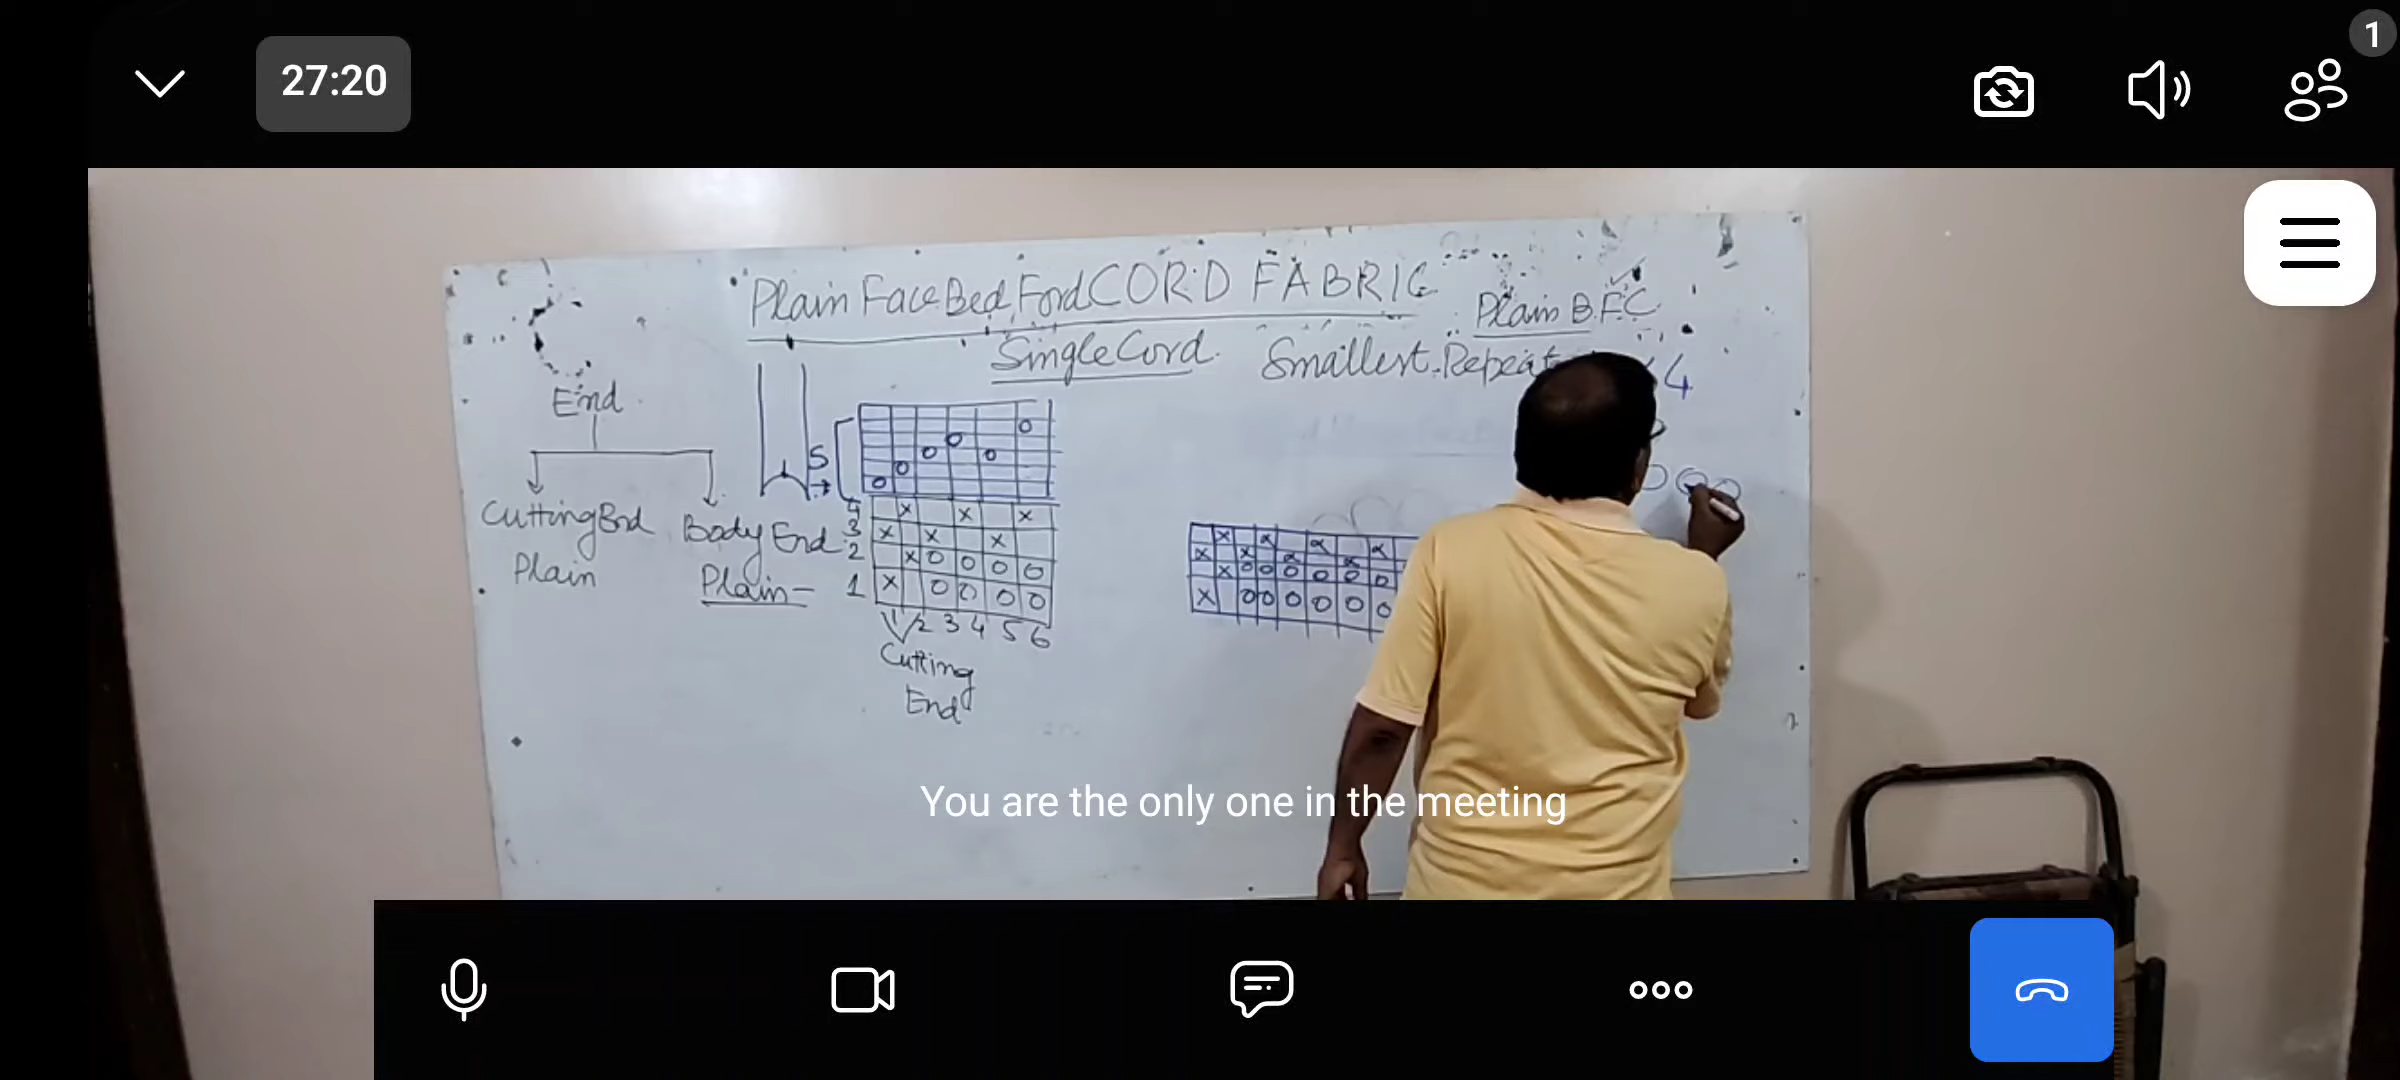 27:20
1
Plain Face Bed Ford CORD FABRIC
Plain B.F.C
Single Cord. Smallest Repeat
4
End
Cutting End
Plain
Body End
Plain-
S
O
O
O
O O
O
4 X X X
3 X X X
2 X O O O O
1 X O O O O
1 2 3 4 5 6
Cutting
End
X X X X
X X X X
X O O O O O O
X O O O O O O
You are the only one in the meeting